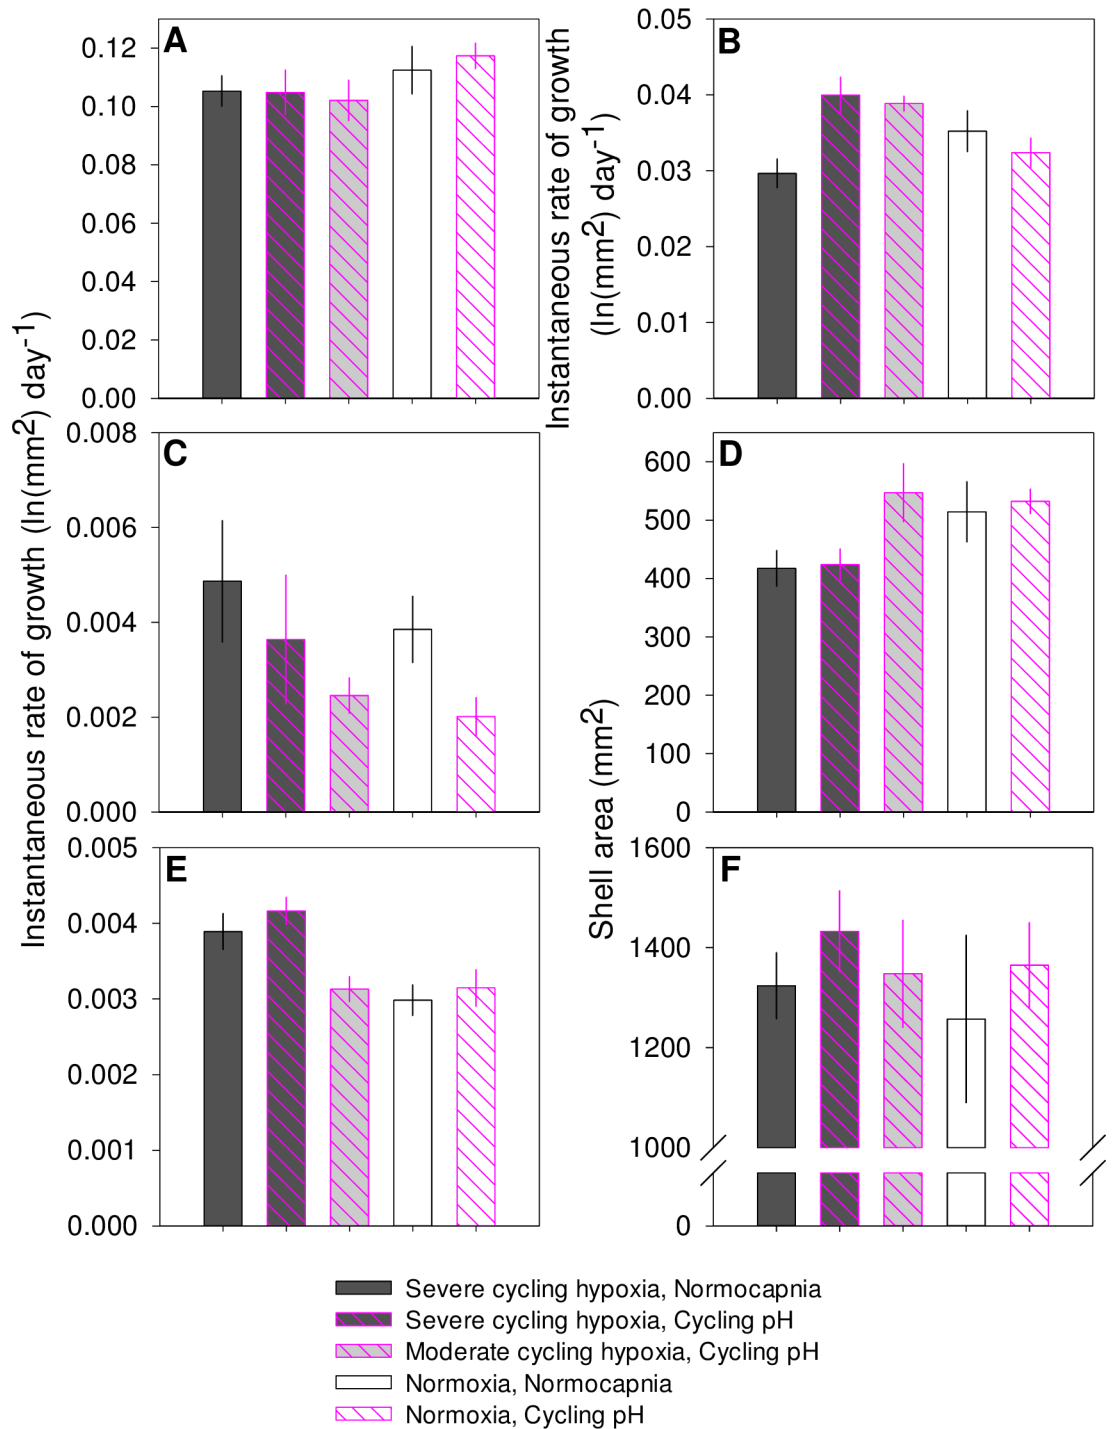 Instantaneous rate of growth (ln(mm²) day⁻¹)
A
0.12
0.10
0.08
0.06
0.04
0.02
0.00
Instantaneous rate of growth
(ln(mm²) day⁻¹)
B
0.05
0.04
0.03
0.02
0.01
0.00
C
0.008
0.006
0.004
0.002
0.000
Shell area (mm²)
D
600
500
400
300
200
100
0
E
0.005
0.004
0.003
0.002
0.001
0.000
F
1600
1400
1200
1000
0
Severe cycling hypoxia, Normocapnia
Severe cycling hypoxia, Cycling pH
Moderate cycling hypoxia, Cycling pH
Normoxia, Normocapnia
Normoxia, Cycling pH